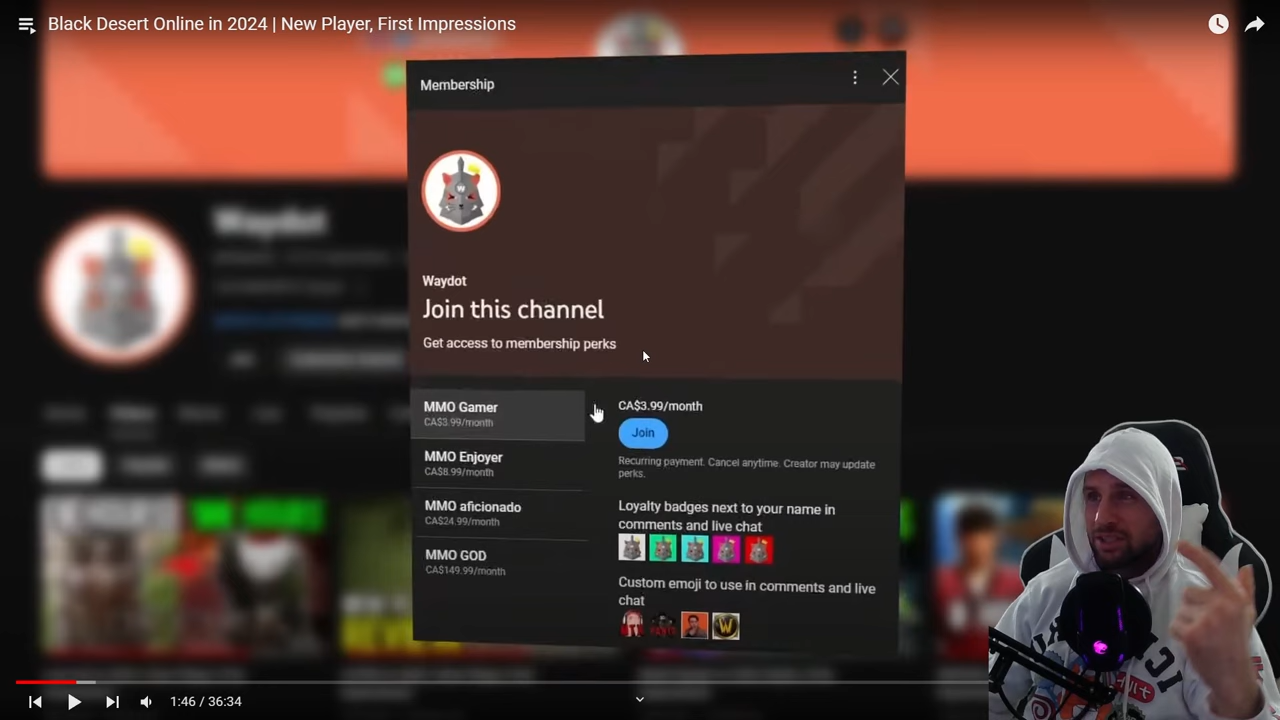 Black Desert Online in 2024 | New Player, First Impressions
Membership
Waydot
Waydot
Join this channel
Get access to membership perks
MMO Gamer
CA$3.99/month
MMO Enjoyer
CA$8.99/month
MMO aficionado
CA$24.99/month
MMO GOD
CA$149.99/month
CA$3.99/month
Join
Recurring payment. Cancel anytime. Creator may update
perks.
Loyalty badges next to your name in
comments and live chat
Custom emoji to use in comments and live
chat
1:46 / 36:34